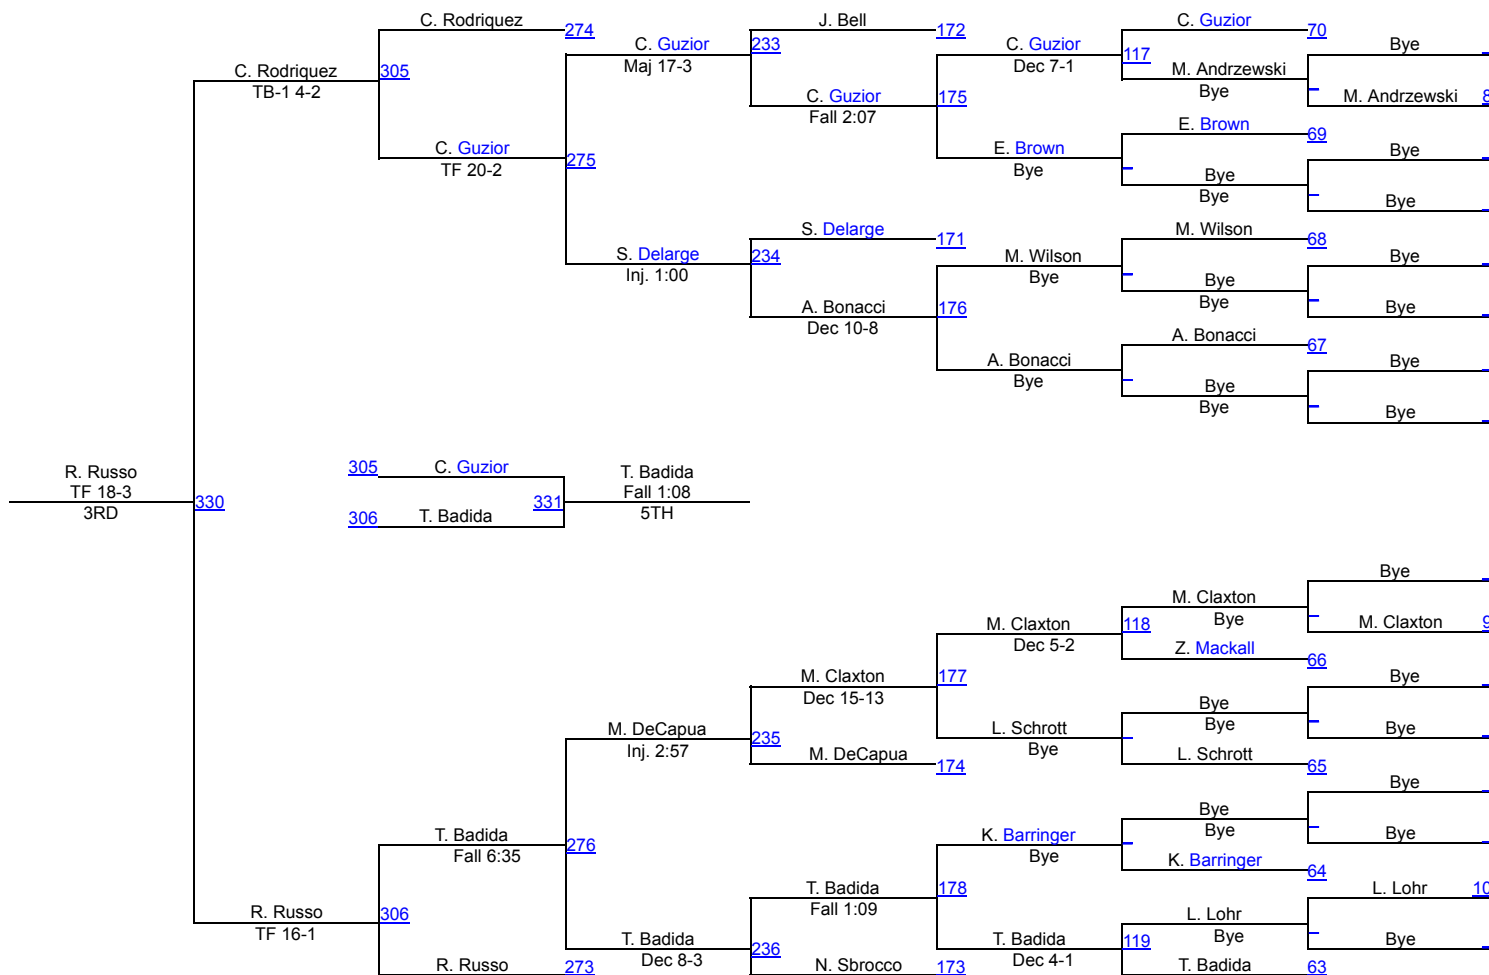 C. Rodriquez
J. Bell
C. Guzior
274
172
70
C. Guzior
233
C. Guzior
Bye
Maj 17-3
Dec 7-1
117
M. Andrzewski
C. Rodriquez
305
Bye
TB-1 4-2
C. Guzior
175
M. Andrzewski
8
Fall 2:07
E. Brown
69
C. Guzior
E. Brown
Bye
TF 20-2
275
Bye
Bye
Bye
Bye
S. Delarge
M. Wilson
171
68
S. Delarge
234
M. Wilson
Bye
Inj. 1:00
Bye
Bye
Bye
A. Bonacci
176
Bye
Dec 10-8
A. Bonacci
67
A. Bonacci
Bye
Bye
Bye
Bye
Bye
R. Russo
305
C. Guzior
T. Badida
TF 18-3
Fall 1:08
330
331
3RD
306
T. Badida
5TH
Bye
M. Claxton
M. Claxton
118
Bye
M. Claxton
9
Dec 5-2
Z. Mackall
66
M. Claxton
177
Bye
Dec 15-13
Bye
M. DeCapua
L. Schrott
Bye
Inj. 2:57
235
Bye
Bye
M. DeCapua
174
L. Schrott
65
Bye
Bye
T. Badida
276
K. Barringer
Bye
Bye
Fall 6:35
Bye
K. Barringer
64
T. Badida
178
L. Lohr
10
Fall 1:09
R. Russo
306
L. Lohr
TF 16-1
T. Badida
236
T. Badida
119
Bye
Bye
Dec 8-3
Dec 4-1
R. Russo
273
N. Sbrocco
173
T. Badida
63